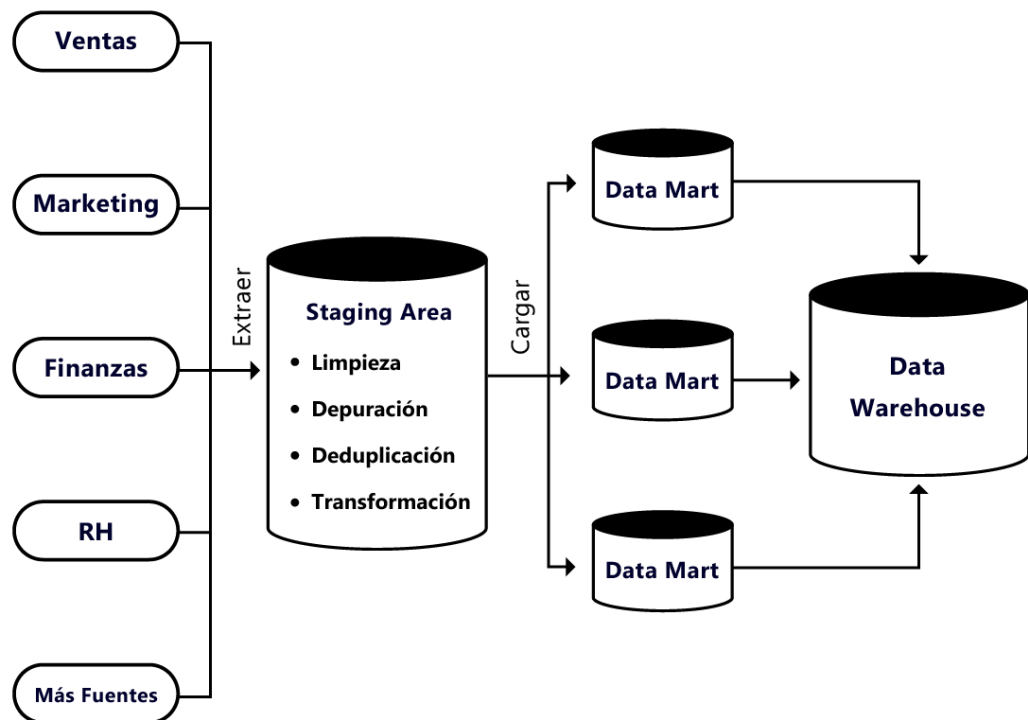 Ventas
Marketing
Finanzas
RH
Más Fuentes
Extraer
Staging Area
• Limpieza
• Depuración
• Deduplicación
• Transformación
Cargar
Data Mart
Data Mart
Data Mart
Data
Warehouse